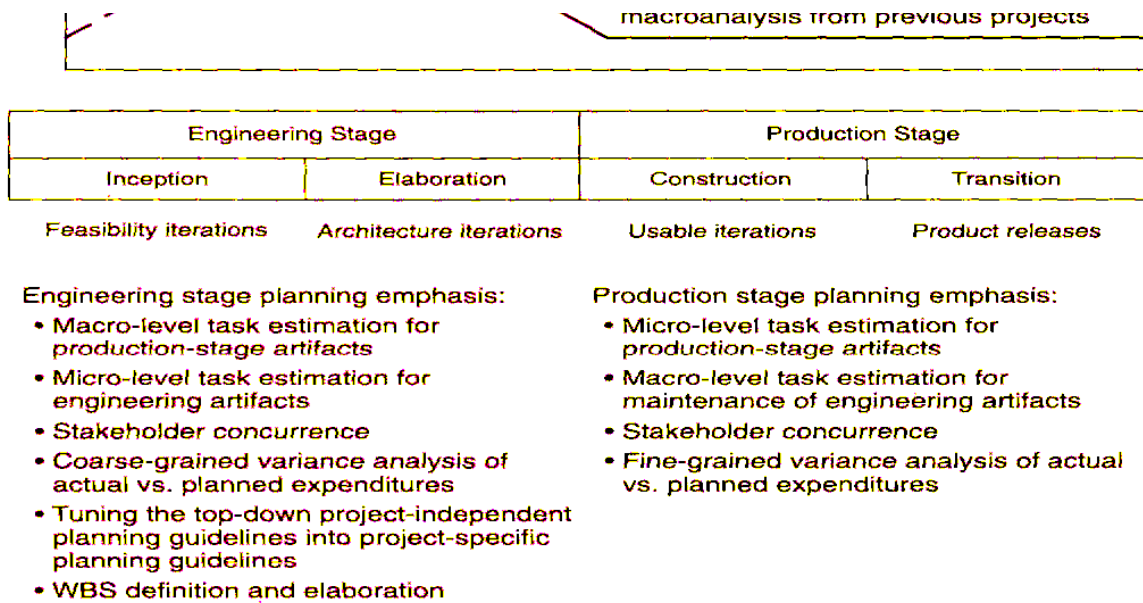 macroanalysis from previous projects
Engineering Stage
Production Stage
Inception
Elaboration
Construction
Transition
Feasibility iterations
Architecture iterations
Usable iterations
Product releases
Engineering stage planning emphasis:
• Macro-level task estimation for
production-stage artifacts
• Micro-level task estimation for
engineering artifacts
• Stakeholder concurrence
• Coarse-grained variance analysis of
actual vs. planned expenditures
• Tuning the top-down project-independent
planning guidelines into project-specific
planning guidelines
• WBS definition and elaboration
Production stage planning emphasis:
• Micro-level task estimation for
production-stage artifacts
• Macro-level task estimation for
maintenance of engineering artifacts
• Stakeholder concurrence
• Fine-grained variance analysis of actual
vs. planned expenditures